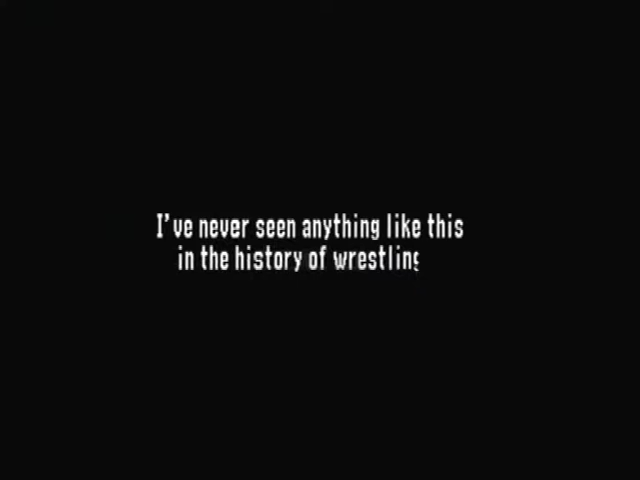 I've never seen anything like this
in the history of wrestling